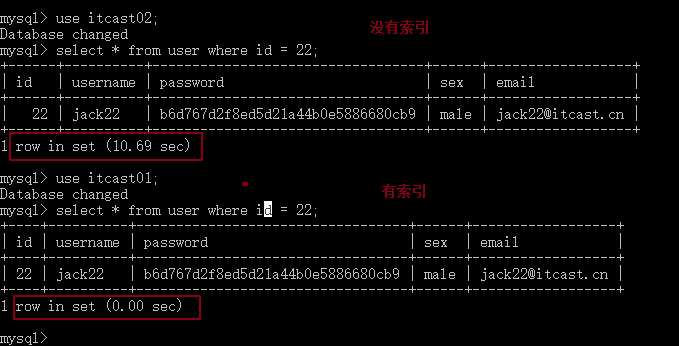 mysql> use itcast02;
Database changed
没有索引
mysql> select * from user where id = 22;
+------+----------+----------------------------------+------+------------------+
| id   | username | password                         | sex  | email            |
+------+----------+----------------------------------+------+------------------+
|   22 | jack22   | b6d767d2f8ed5d21a44b0e5886680cb9 | male | jack22@itcast.cn |
+------+----------+----------------------------------+------+------------------+
1 row in set (10.69 sec)
mysql> use itcast01;
Database changed
有索引
mysql> select * from user where id = 22;
+----+----------+----------------------------------+------+------------------+
| id | username | password                         | sex  | email            |
+----+----------+----------------------------------+------+------------------+
| 22 | jack22   | b6d767d2f8ed5d21a44b0e5886680cb9 | male | jack22@itcast.cn |
+----+----------+----------------------------------+------+------------------+
1 row in set (0.00 sec)
mysql>